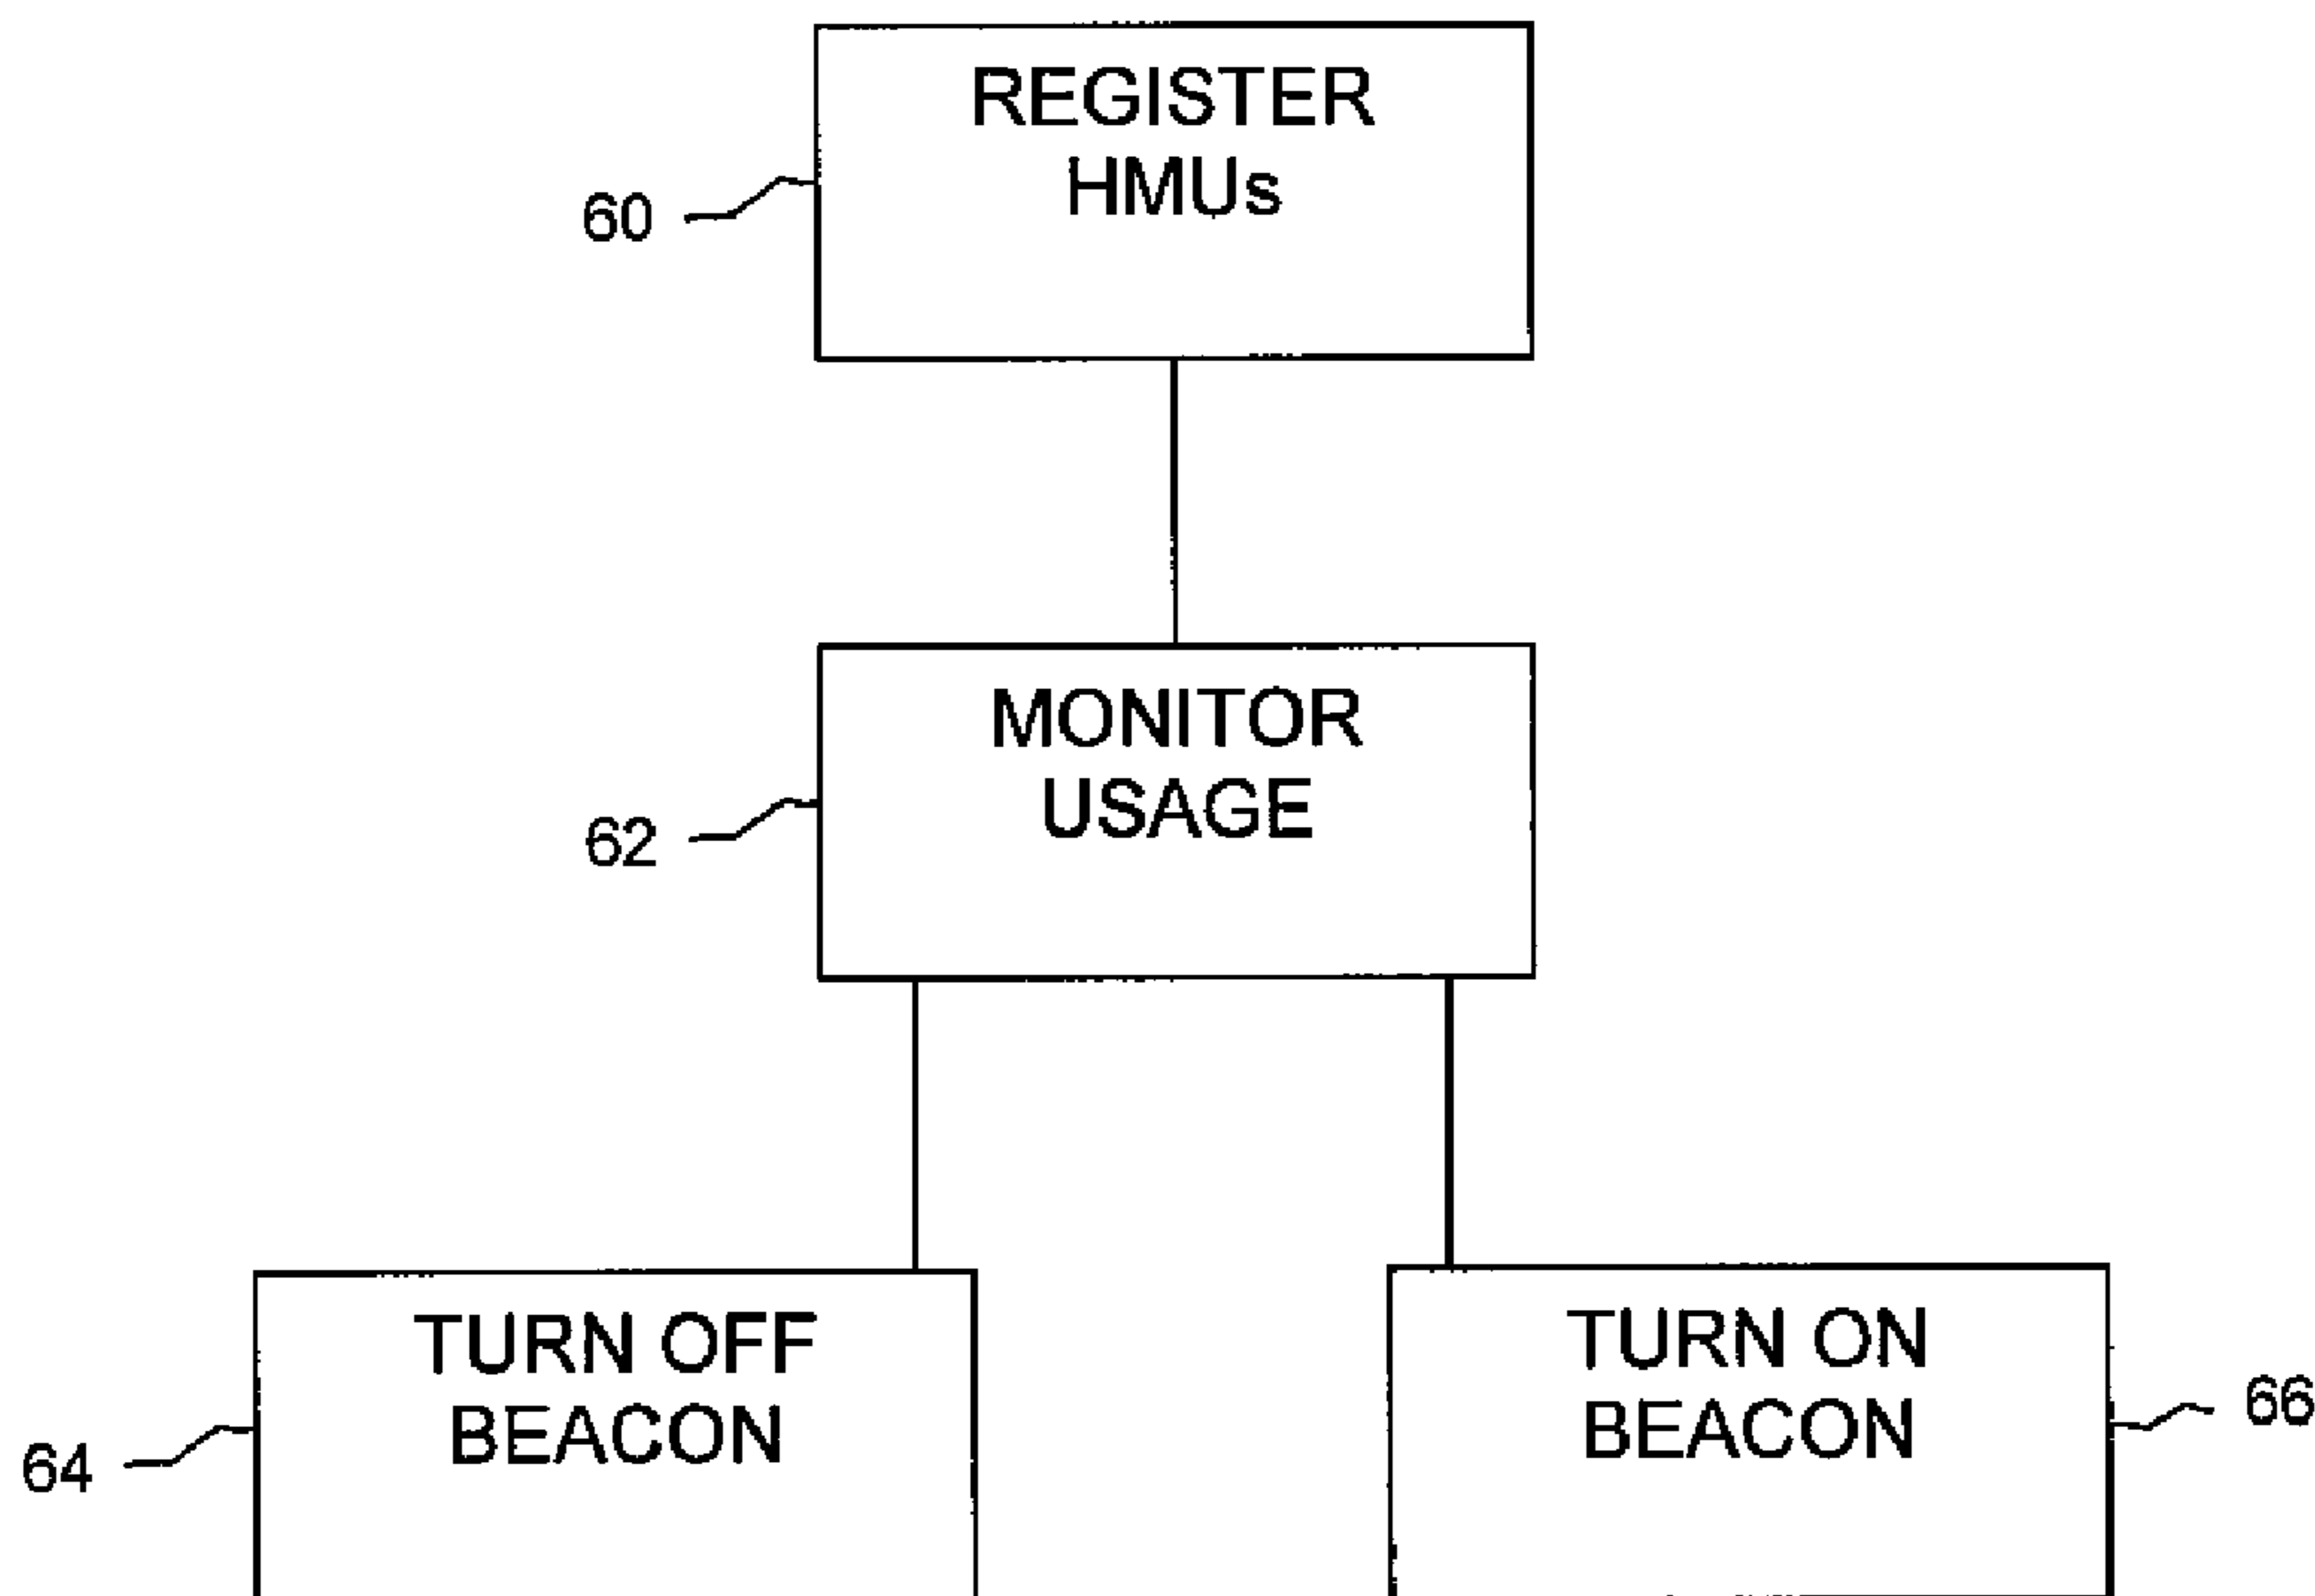 REGISTER
HMUs
60
MONITOR
USAGE
62
TURN OFF
BEACON
64
TURN ON
BEACON
66